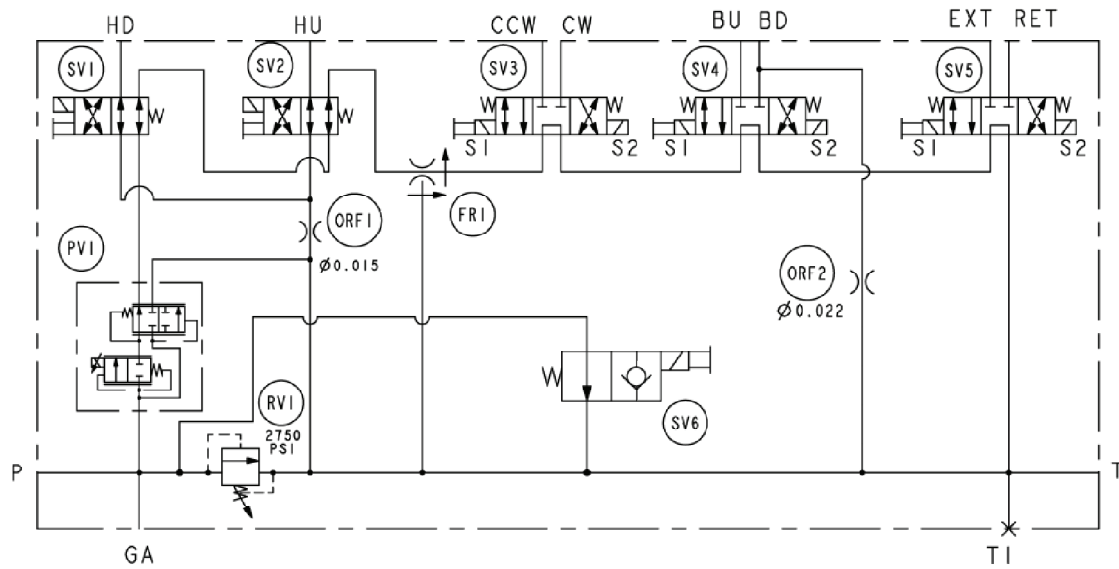 HD
HU
CCW CW
BU BD
EXT RET
SV1
SV2
SV3
SV4
SV5
S1
S2
S1
S2
S1
S2
PV1
ORF1
Ø0.015
FR1
ORF2
Ø0.022
RV1
2750
PSI
SV6
P
T
GA
T1